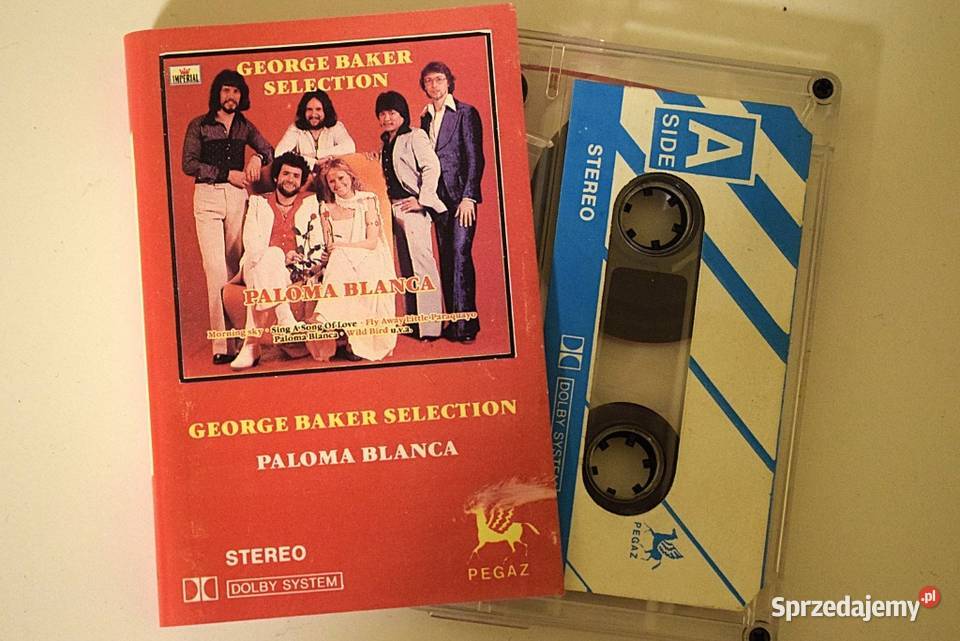 IMPERIAL
GEORGE BAKER
SELECTION
PALOMA BLANCA
Morning sky • Sing A Song Of Love • Fly Away Little Paraquayo
Paloma Blanca • Wild Bird u.v.a.
GEORGE BAKER SELECTION
PALOMA BLANCA
STEREO
DOLBY SYSTEM
PEGAZ
A
SIDE
STEREO
DOLBY SYSTEM
PEGAZ
Sprzedajemy.pl